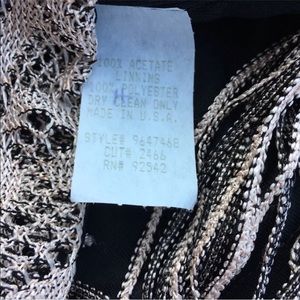 100% ACETATE
LINNING
100% POLYESTER
DRY CLEAN ONLY
MADE IN U.S.A.
STYLE# 9647468
CUT# 2466
RN# 92542